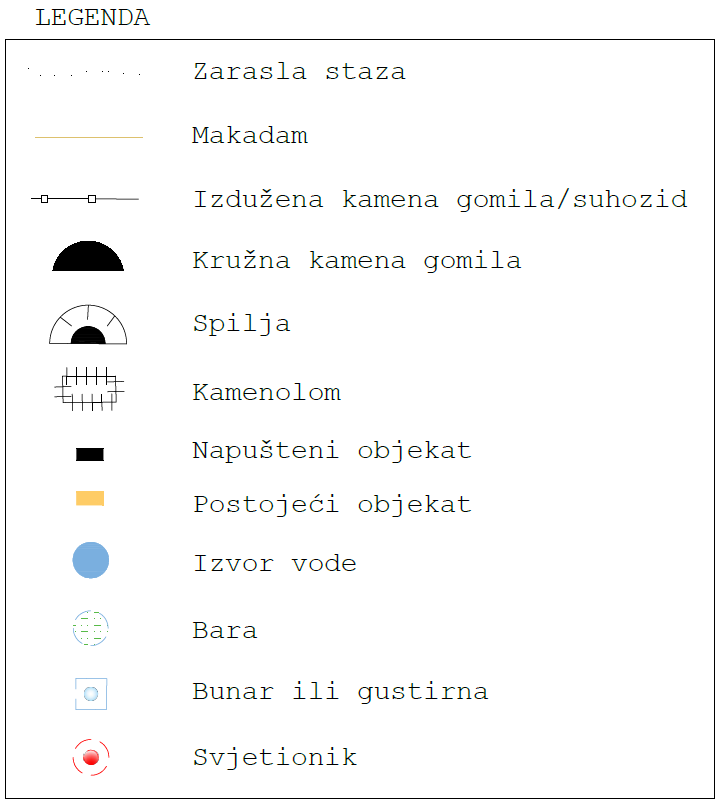 LEGENDA
Zarasla staza
Makadam
Izdužena kamena gomila/suhozid
Kružna kamena gomila
Spilja
Kamenolom
Napušteni objekat
Postojeći objekat
Izvor vode
Bara
Bunar ili gustirna
Svjetionik